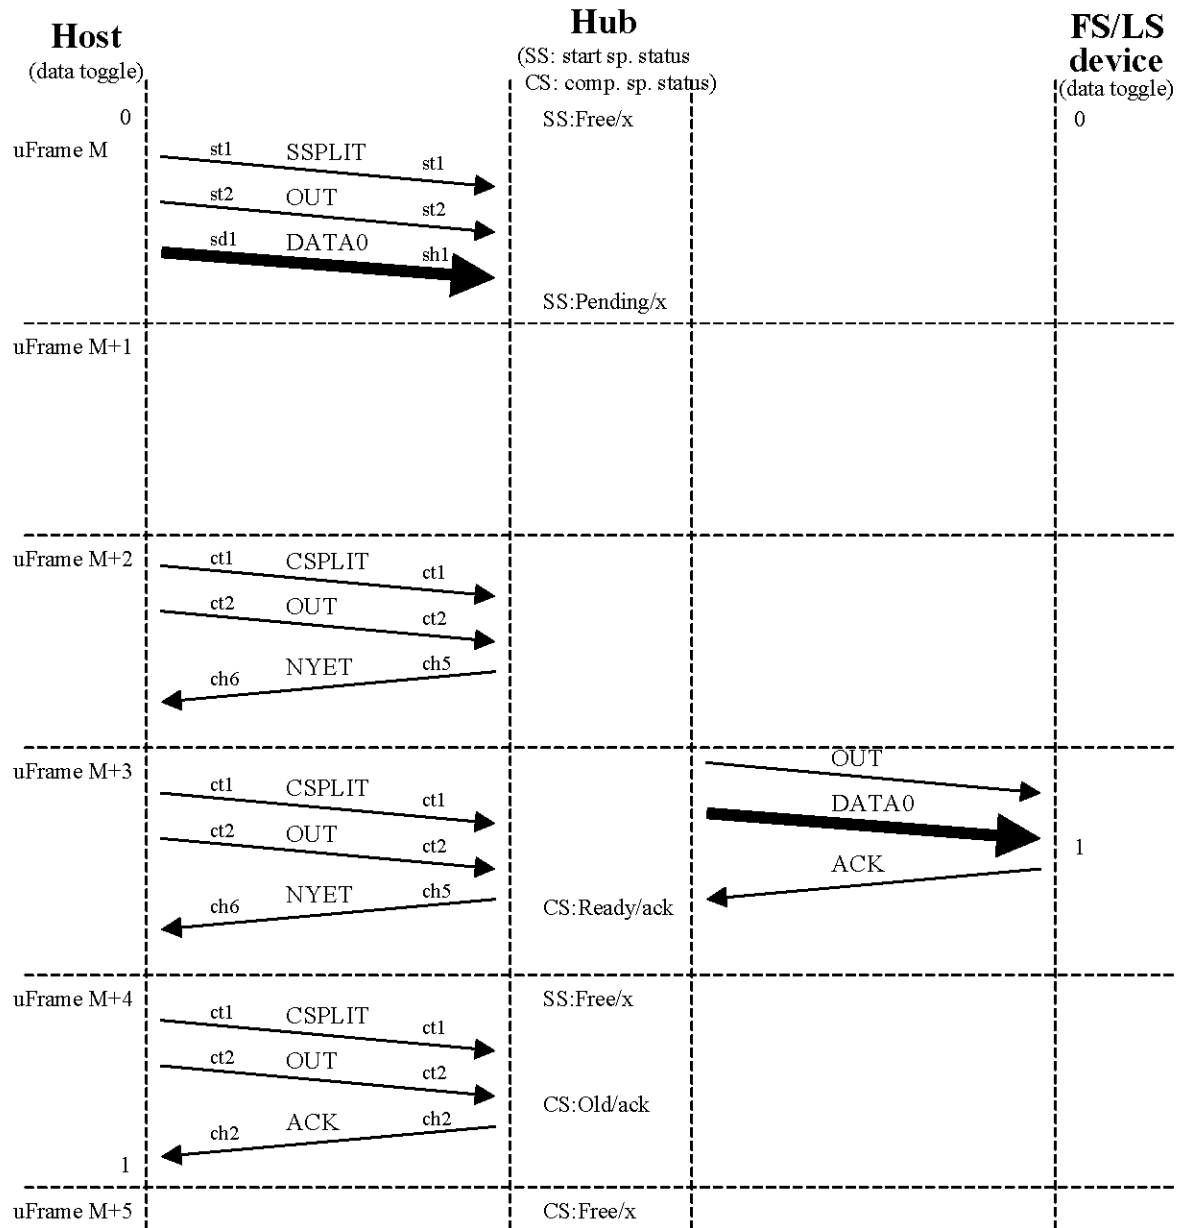 Host
(data toggle)
Hub
(SS: start sp. status
CS: comp. sp. status)
FS/LS
device
(data toggle)
0
SS:Free/x
0
uFrame M
st1 SSPLIT st1
st2 OUT st2
sd1 DATA0 sh1
SS:Pending/x
uFrame M+1
uFrame M+2
ct1 CSPLIT ct1
ct2 OUT ct2
ch6 NYET ch5
uFrame M+3
OUT
ct1 CSPLIT ct1
DATA0
ct2 OUT ct2
1
ACK
ch6 NYET ch5
CS:Ready/ack
uFrame M+4
SS:Free/x
ct1 CSPLIT ct1
ct2 OUT ct2
CS:Old/ack
ch2 ACK ch2
1
uFrame M+5
CS:Free/x